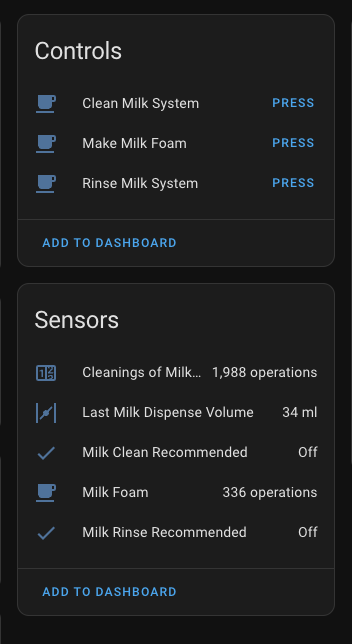 Controls
Clean Milk System PRESS
Make Milk Foam PRESS
Rinse Milk System PRESS
ADD TO DASHBOARD
Sensors
Cleanings of Milk... 1,988 operations
Last Milk Dispense Volume 34 ml
Milk Clean Recommended Off
Milk Foam 336 operations
Milk Rinse Recommended Off
ADD TO DASHBOARD